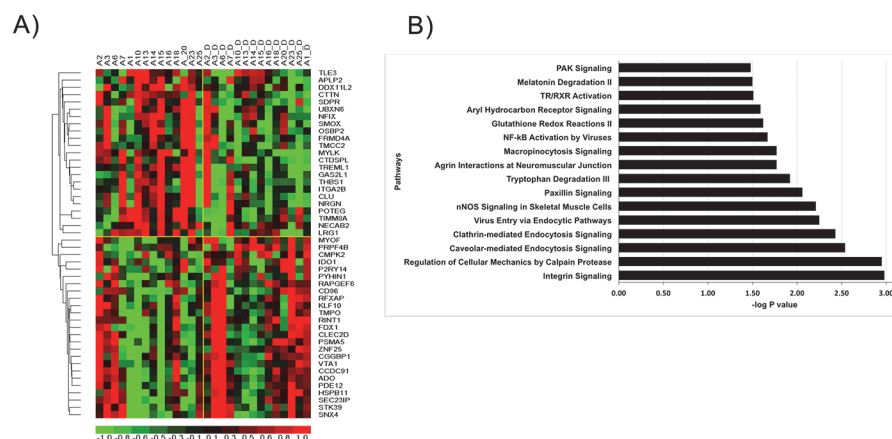 A)
B)
A2 A3 A6 A7 A1 A10 A13 A14 A15 A16 A18 A_20 A23 A25 A2_D A3_D A6_D A7_D A10_D A13_D A14_D A15_D A16_D A18_D A20_D A23_D A25_D A1_D
TLE3
APLP2
DDX11L2
CTTN
SDPR
UBXN6
NFIX
SMOX
OSBP2
FRMD4A
TMCC2
MYLK
CTDSPL
TREML1
GAS2L1
THBS1
ITGA2B
CLU
NRGN
POTEG
TIMM8A
NECAB2
LRG1
MYOF
PRPF4B
CMPK2
IDO1
P2RY14
PYHIN1
RAPGEF6
CD96
RFXAP
KLF10
TMPO
RINT1
FDX1
CLEC2D
PSMA5
ZNF25
CGGBP1
VTA1
CCDC91
ADO
PDE12
HSPB11
SEC23IP
STK39
SNX4
-1.0 -0.8 -0.6 -0.5 -0.3 -0.1 0.1 0.3 0.5 0.6 0.8 1.0
Pathways
PAK Signaling
Melatonin Degradation II
TR/RXR Activation
Aryl Hydrocarbon Receptor Signaling
Glutathione Redox Reactions II
NF-kB Activation by Viruses
Macropinocytosis Signaling
Agrin Interactions at Neuromuscular Junction
Tryptophan Degradation III
Paxillin Signaling
nNOS Signaling in Skeletal Muscle Cells
Virus Entry via Endocytic Pathways
Clathrin-mediated Endocytosis Signaling
Caveolar-mediated Endocytosis Signaling
Regulation of Cellular Mechanics by Calpain Protease
Integrin Signaling
0.00 0.50 1.00 1.50 2.00 2.50 3.00
-log P value